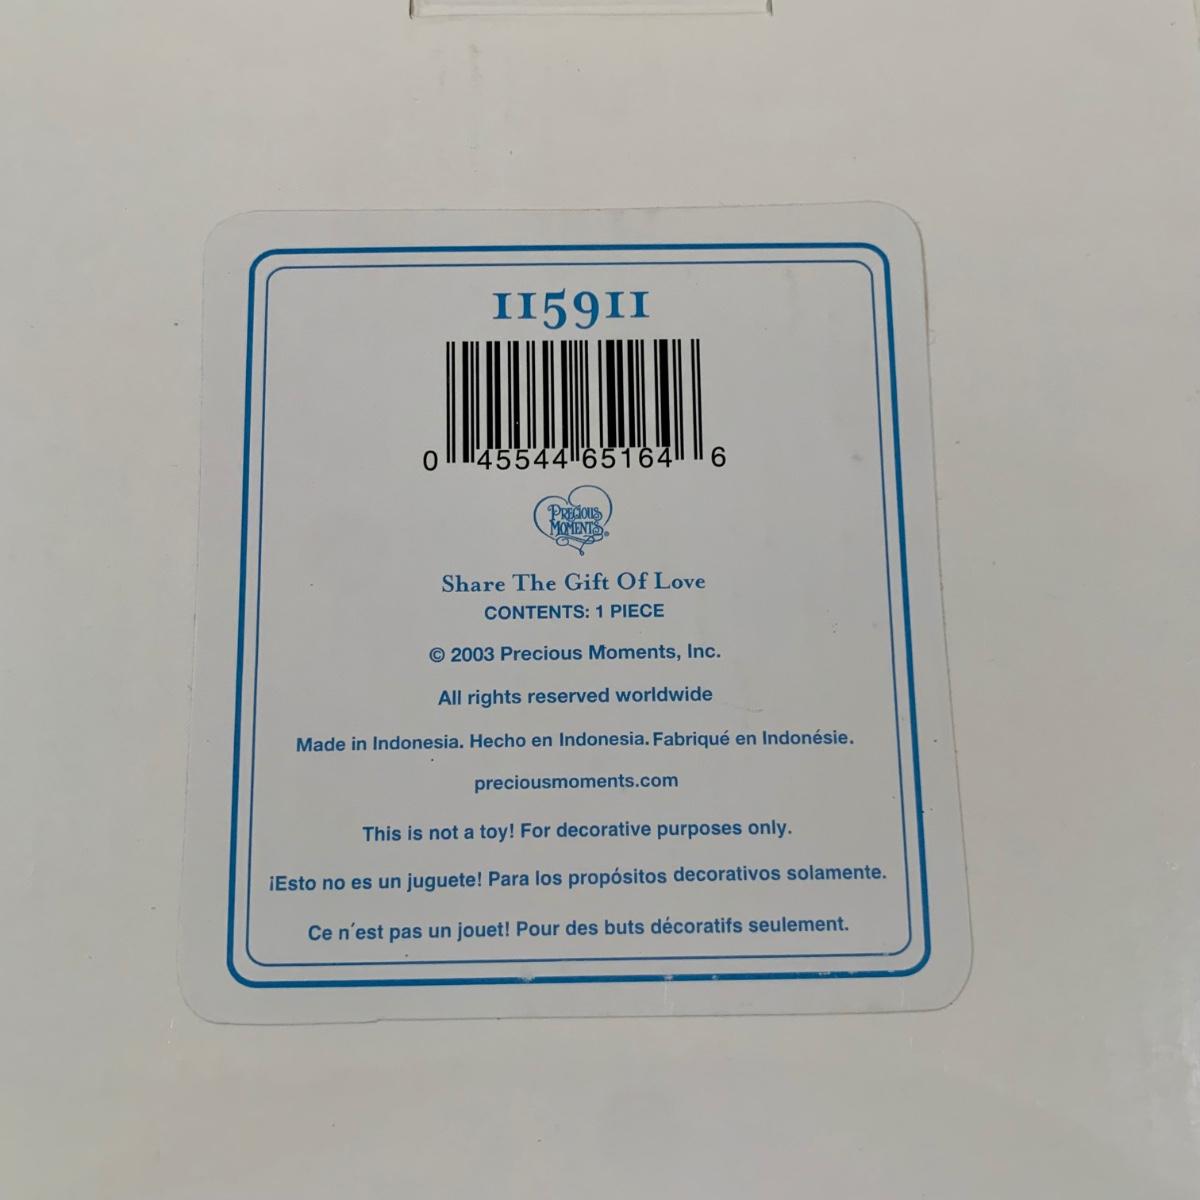 115911
0 45544 65164 6
PRECIOUS
MOMENTS®
Share The Gift Of Love
CONTENTS: 1 PIECE
© 2003 Precious Moments, Inc.
All rights reserved worldwide
Made in Indonesia. Hecho en Indonesia. Fabriqué en Indonésie.
preciousmoments.com
This is not a toy! For decorative purposes only.
¡Esto no es un juguete! Para los propósitos decorativos solamente.
Ce n'est pas un jouet! Pour des buts décoratifs seulement.